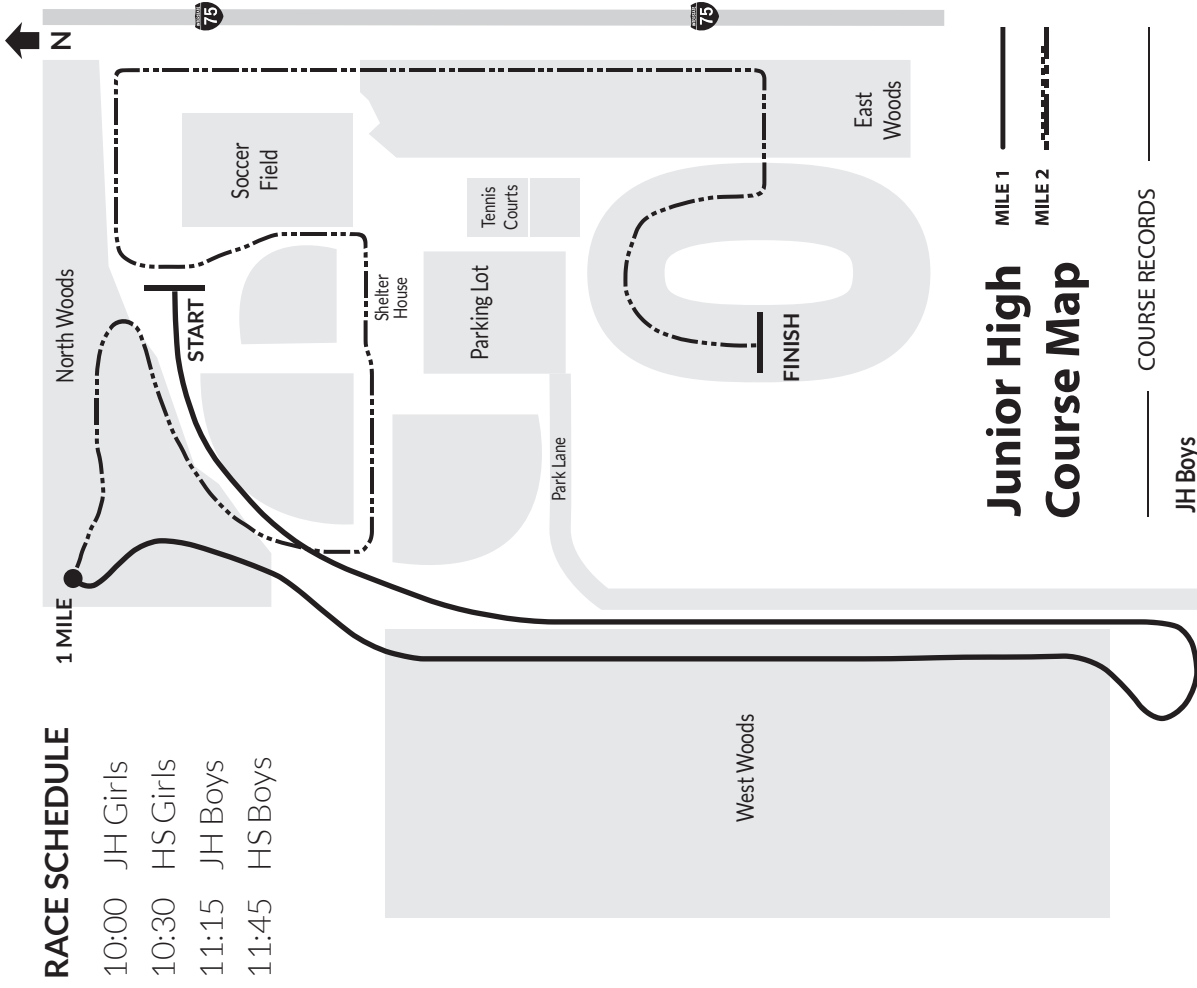 RACE SCHEDULE
10:00 JH Girls
10:30 HS Girls
11:15 JH Boys
11:45 HS Boys
1 MILE
North Woods
START
Soccer
Field
N
INTERSTATE
75
INTERSTATE
75
Shelter
House
Parking Lot
Tennis
Courts
Park Lane
West Woods
FINISH
East
Woods
Junior High
Course Map
MILE 1
MILE 2
COURSE RECORDS
JH Boys